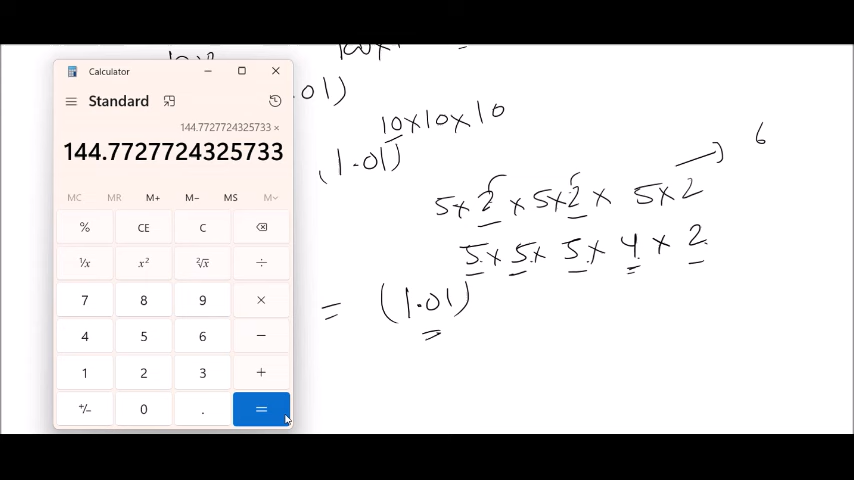 Calculator
Standard
144.7727724325733 ×
144.7727724325733
MC MR M+ M− MS M˅
% CE C ⌫
¹/x x² ²√x ÷
7 8 9 ×
4 5 6 −
1 2 3 +
+/− 0 . =
.01)
10×10×10
(1.01)
6
5×2×5×2×5×2
5×5×5×4×2
= (1.01)